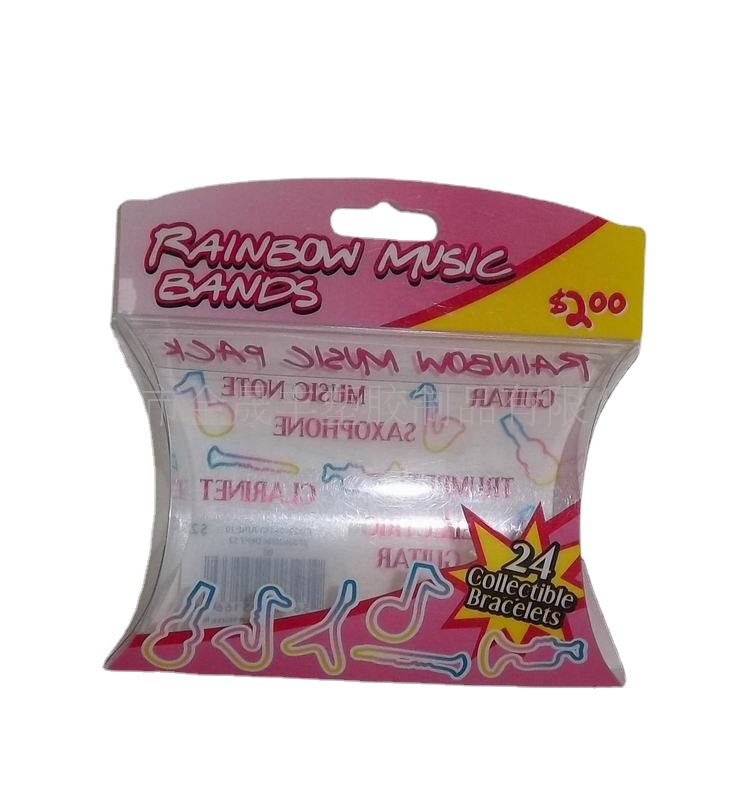 RAINBOW MUSIC
BANDS
$2.00
RAINBOW MUSIC PACK
MUSIC NOTE
GUITAR
SAXOPHONE
CLARINET
GUITAR
24
Collectible
Bracelets